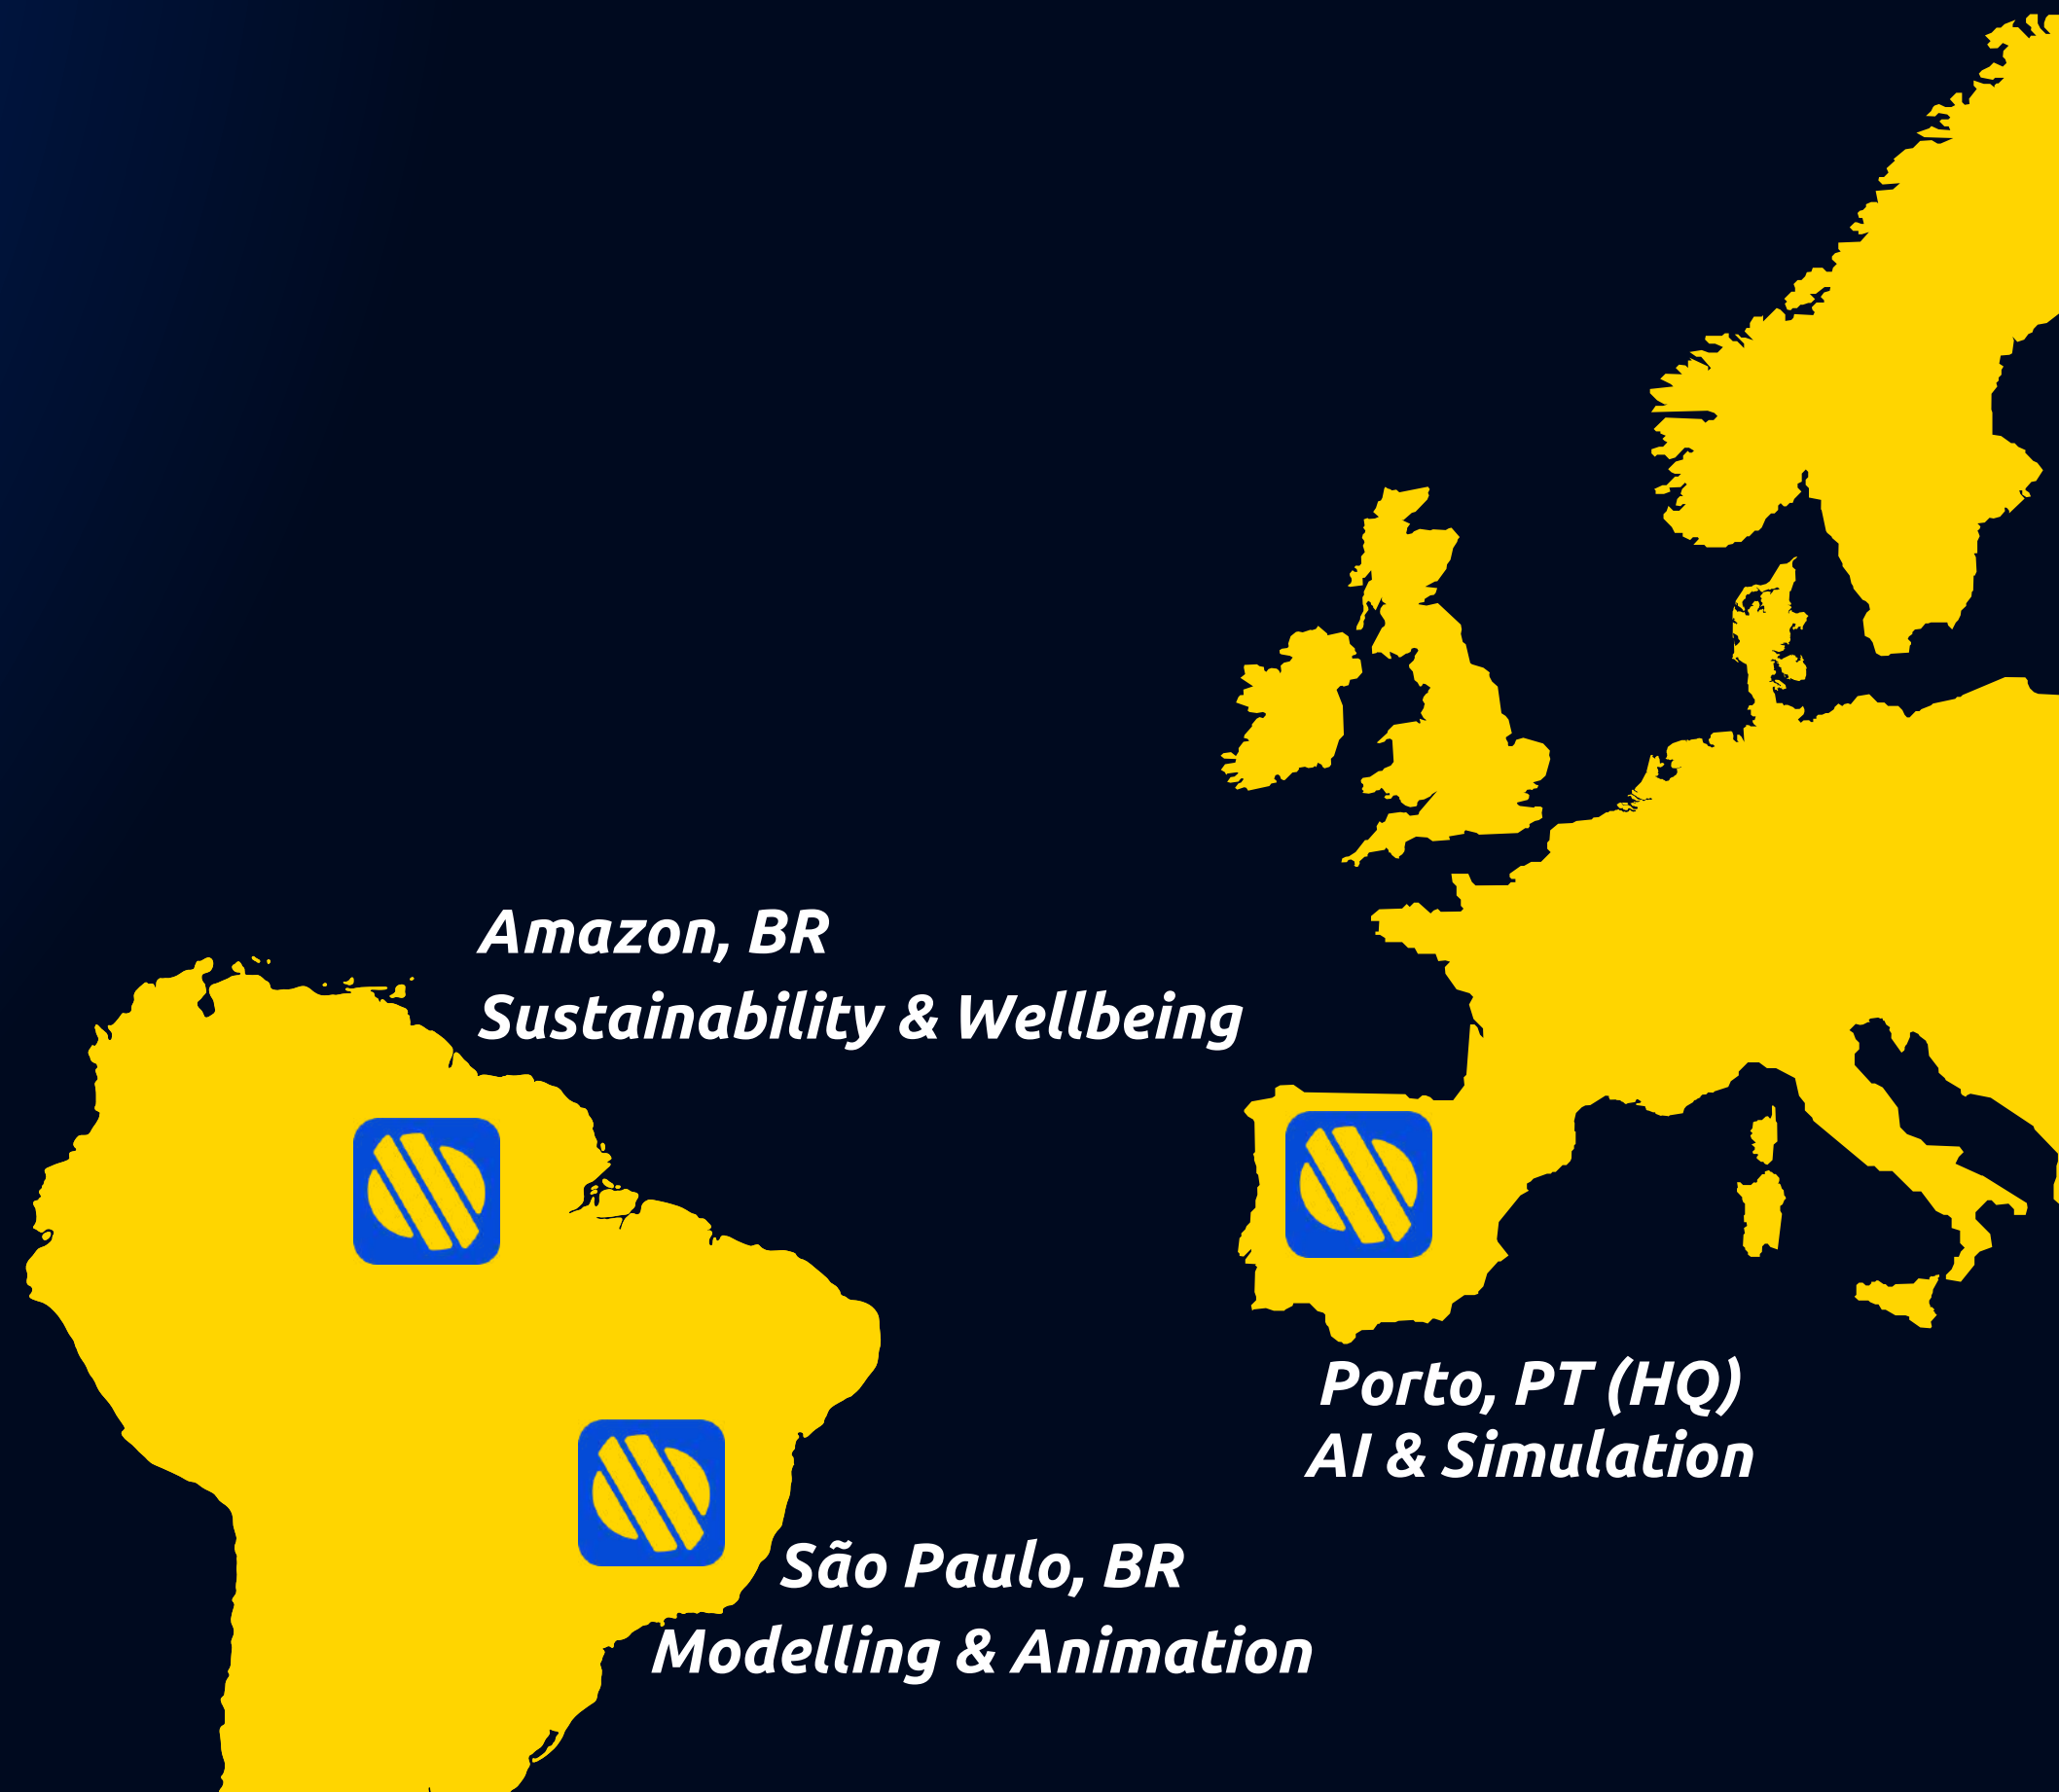 Amazon, BR
Sustainability & Wellbeing
Porto, PT (HQ)
AI & Simulation
São Paulo, BR
Modelling & Animation